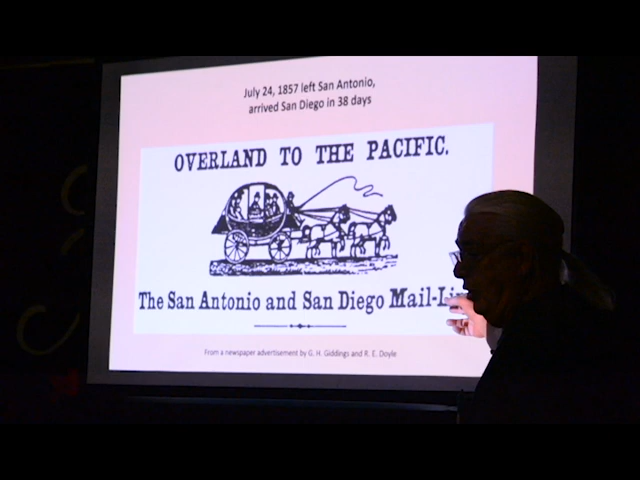 July 24, 1857 left San Antonio,
arrived San Diego in 38 days
OVERLAND TO THE PACIFIC.
The San Antonio and San Diego Mail-Li
From a newspaper advertisement by G. H. Giddings and R. E. Doyle